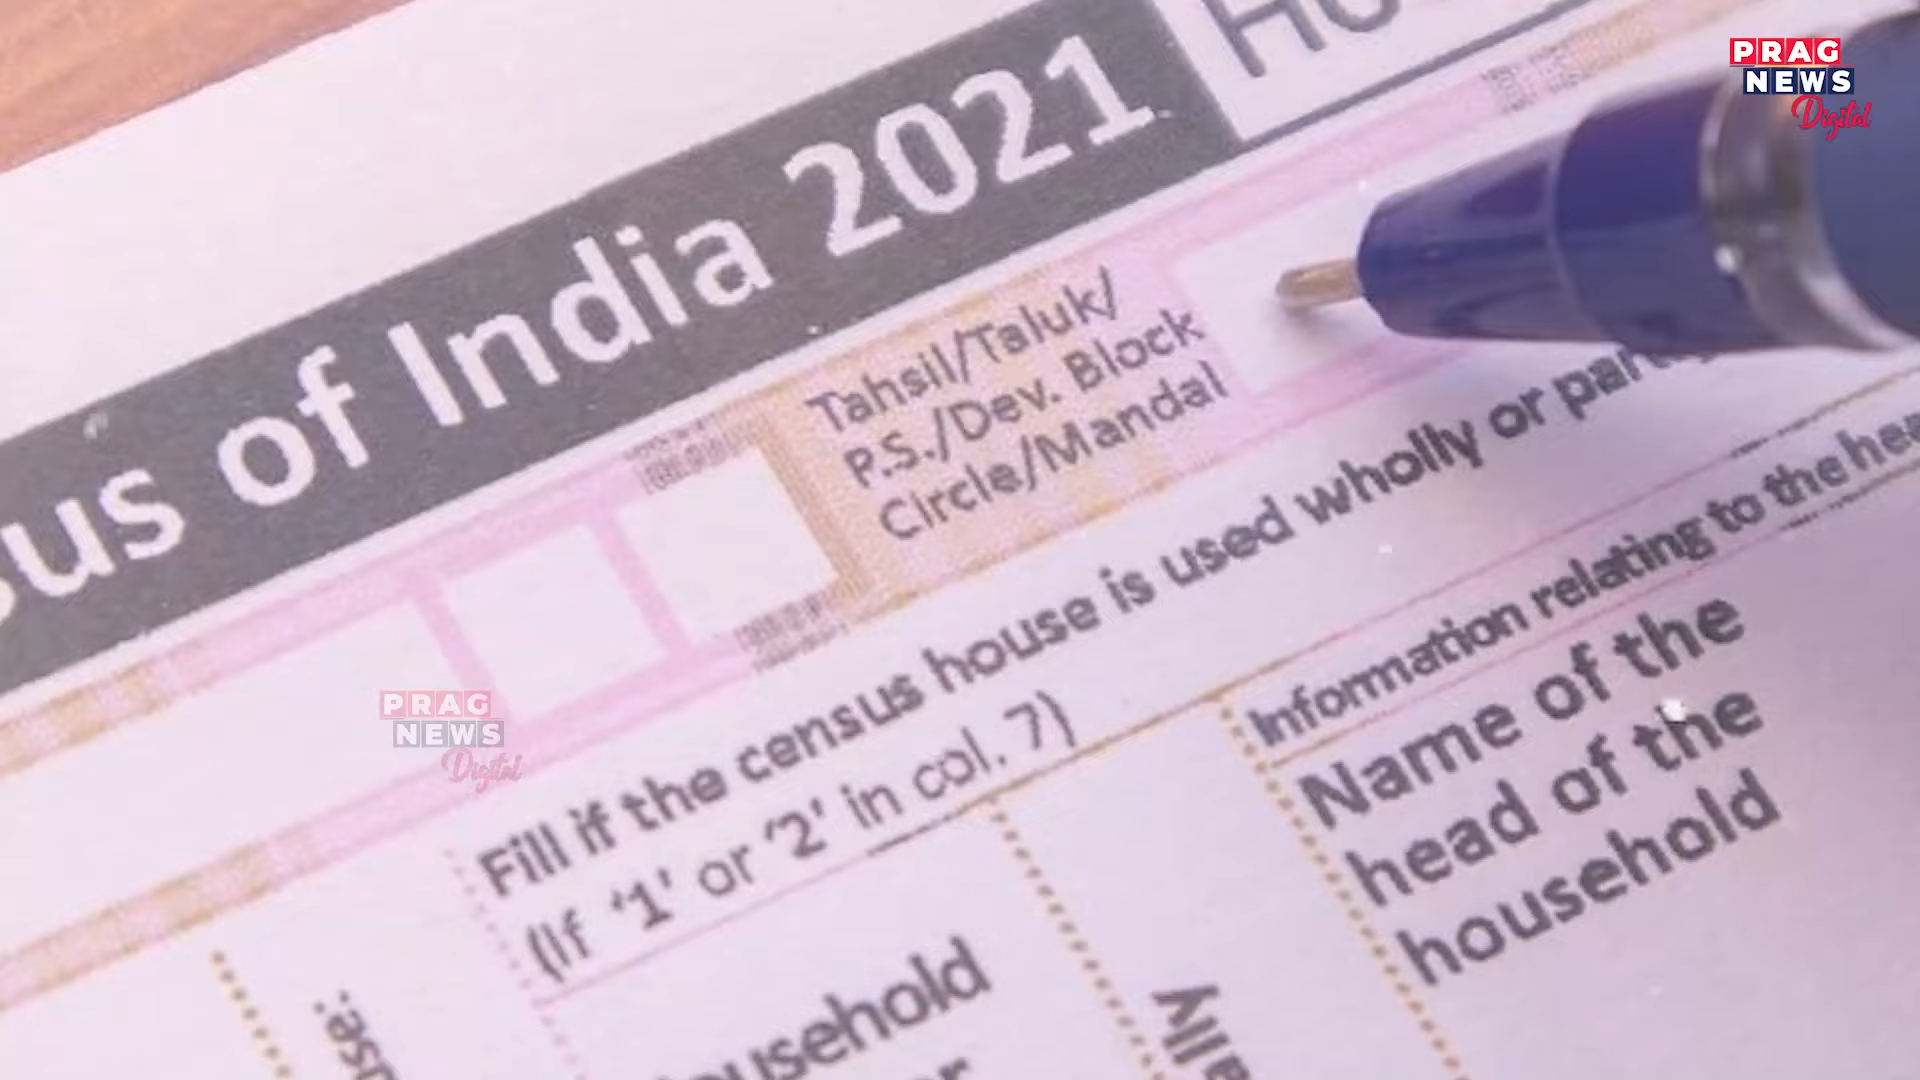 PRAG
NEWS
Digital
of India 2021
Tahsil/Taluk/
P.S./Dev. Block
Circle/Mandal
Fill if the census house is used wholly or
(If '1' or '2' in col. 7)
Information relating to the
Name of the
head of the
household
PRAG
NEWS
Digital